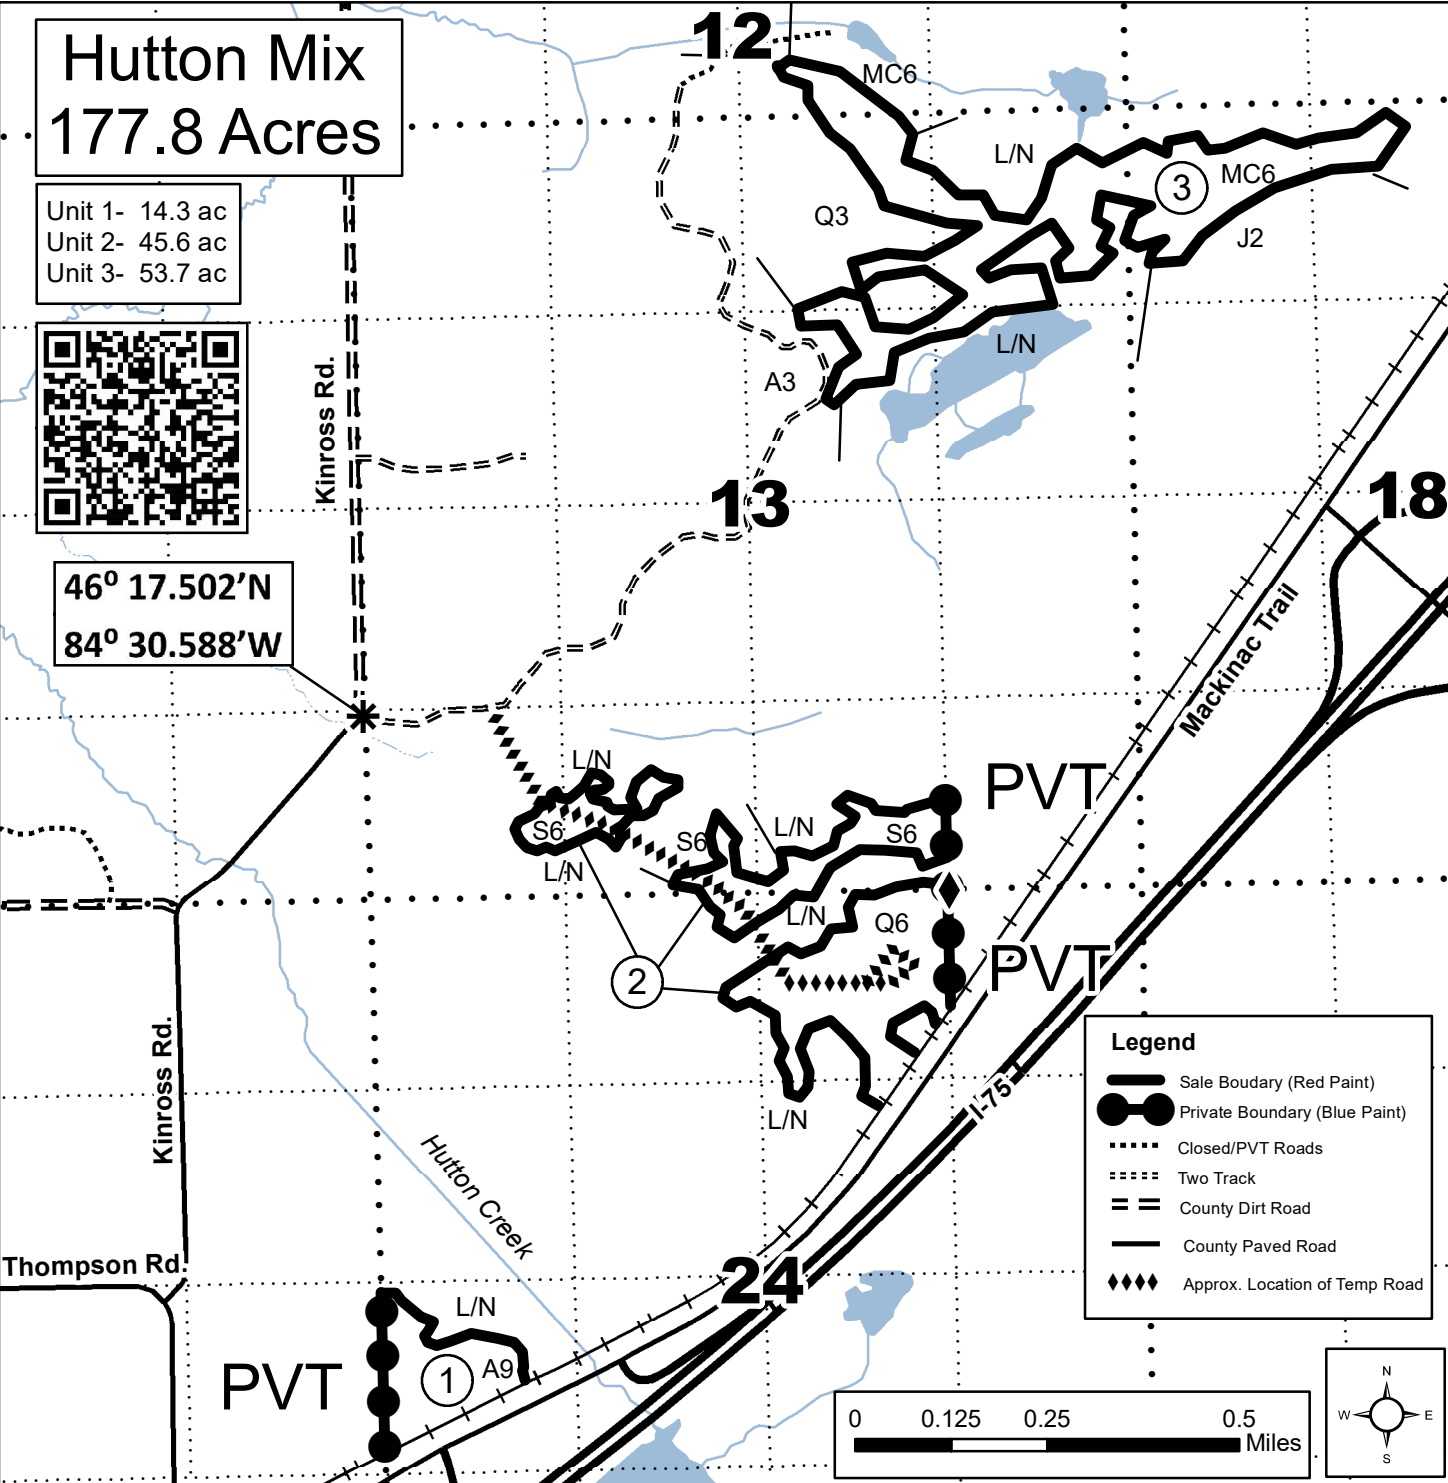 Hutton Mix
177.8 Acres
Unit 1- 14.3 ac
Unit 2- 45.6 ac
Unit 3- 53.7 ac
46⁰ 17.502’N
84⁰ 30.588’W
12
MC6
L/N
3
MC6
Q3
J2
L/N
A3
Kinross Rd.
13
18
Mackinac Trail
L/N
S6
L/N
S6
L/N
S6
PVT
L/N
Q6
2
PVT
L/N
Kinross Rd.
Hutton Creek
I-75
Thompson Rd.
24
L/N
PVT
1
A9
Legend
Sale Boudary (Red Paint)
Private Boundary (Blue Paint)
Closed/PVT Roads
Two Track
County Dirt Road
County Paved Road
Approx. Location of Temp Road
0 0.125 0.25 0.5
Miles
N
W E
S